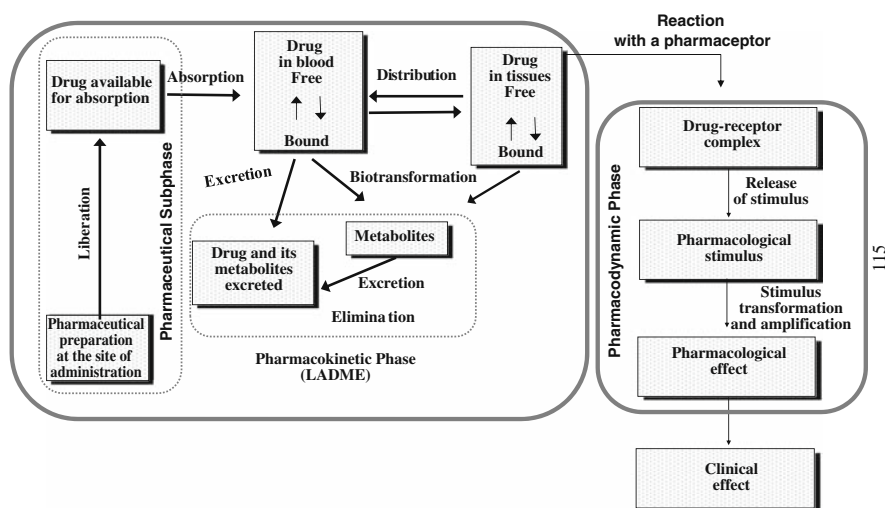 Reaction
with a pharmaceptor
Drug available
for absorption
Absorption
Drug
in blood
Free
Bound
Distribution
Drug
in tissues
Free
Bound
Liberation
Pharmaceutical Subphase
Excretion
Biotransformation
Metabolites
Drug and its
metabolites
excreted
Excretion
Elimination
Pharmaceutical
preparation
at the site of
administration
Pharmacokinetic Phase
(LADME)
Pharmacodynamic Phase
Drug-receptor
complex
Release
of stimulus
Pharmacological
stimulus
Stimulus
transformation
and amplification
Pharmacological
effect
Clinical
effect
115